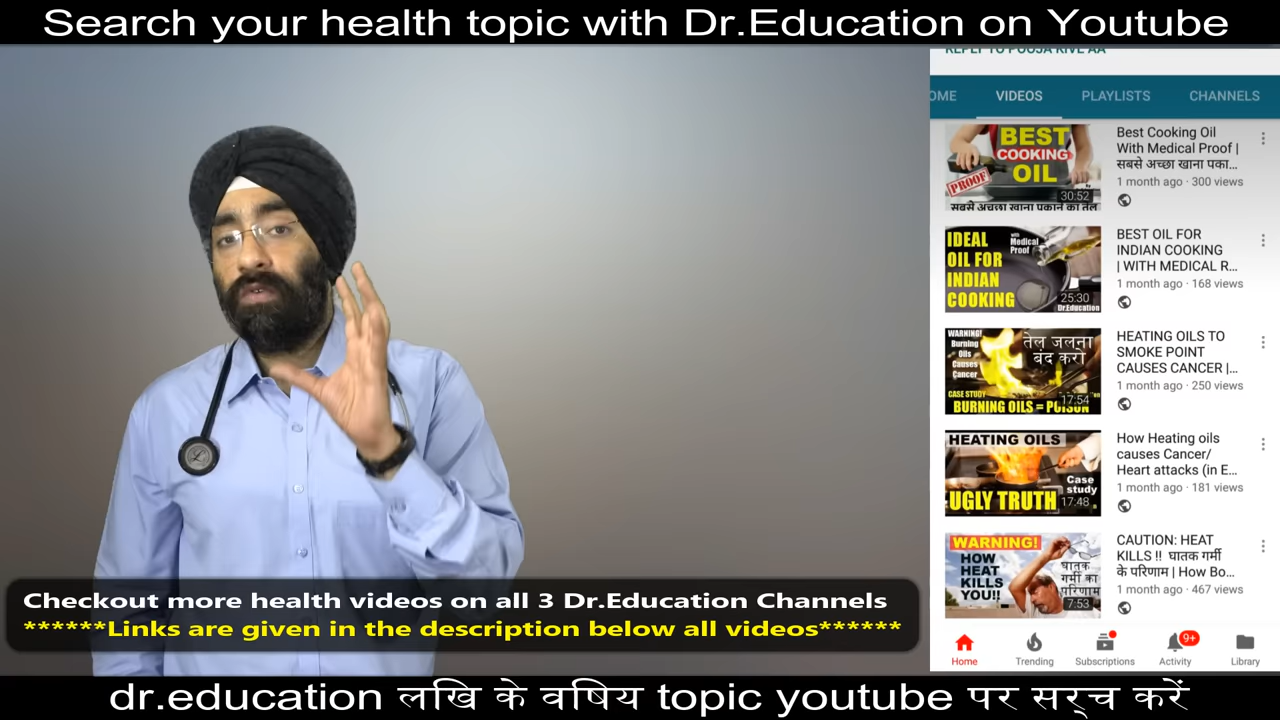 Search your health topic with Dr.Education on Youtube
OME VIDEOS PLAYLISTS CHANNELS
BEST
COOKING
OIL
PROOF
30:52
सबसे अच्छा खाना पकाने का तेल
Best Cooking Oil
With Medical Proof |
सबसे अच्छा खाना पका...
1 month ago · 300 views
IDEAL
OIL FOR
INDIAN
COOKING
with
Medical
Proof
25:30
Dr.Education
BEST OIL FOR
INDIAN COOKING
| WITH MEDICAL R...
1 month ago · 168 views
WARNING!
Burning
Oils
Causes
Cancer
तेल जलना
बंद करो
CASE STUDY
17:54
BURNING OILS = POISON
HEATING OILS TO
SMOKE POINT
CAUSES CANCER |...
1 month ago · 250 views
HEATING OILS
Case
study
UGLY TRUTH
17:48
How Heating oils
causes Cancer/
Heart attacks (in E...
1 month ago · 181 views
WARNING!
HOW
HEAT
KILLS
YOU!!
घातक
गर्मी का
परिणाम
7:53
CAUTION: HEAT
KILLS !! घातक गर्मी
के परिणाम | How Bo...
1 month ago · 467 views
9+
Home Trending Subscriptions Activity Library
Checkout more health videos on all 3 Dr.Education Channels
******Links are given in the description below all videos******
dr.education लखि के वषिय topic youtube पर सर्च करें